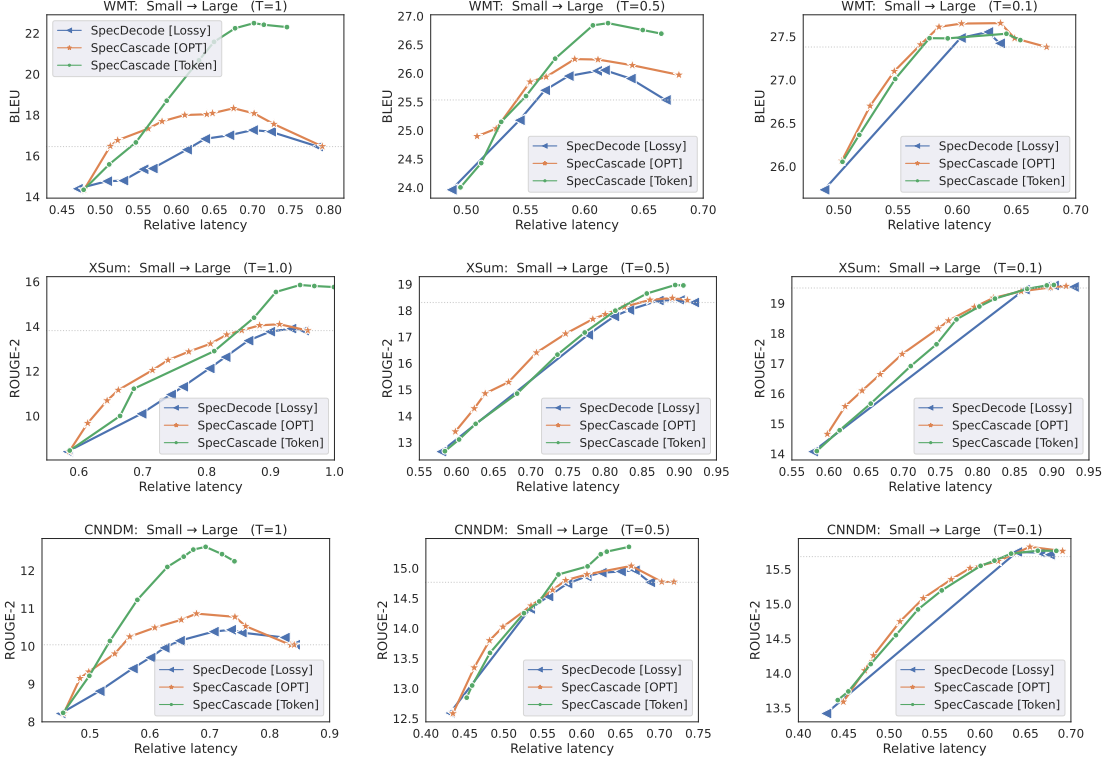 WMT: Small → Large (T=1)
BLEU
22
20
18
16
14
SpecDecode [Lossy]
SpecCascade [OPT]
SpecCascade [Token]
0.45 0.50 0.55 0.60 0.65 0.70 0.75 0.80
Relative latency
WMT: Small → Large (T=0.5)
BLEU
27.0
26.5
26.0
25.5
25.0
24.5
24.0
SpecDecode [Lossy]
SpecCascade [OPT]
SpecCascade [Token]
0.50 0.55 0.60 0.65 0.70
Relative latency
WMT: Small → Large (T=0.1)
BLEU
27.5
27.0
26.5
26.0
SpecDecode [Lossy]
SpecCascade [OPT]
SpecCascade [Token]
0.50 0.55 0.60 0.65 0.70
Relative latency
XSum: Small → Large (T=1.0)
ROUGE-2
16
14
12
10
SpecDecode [Lossy]
SpecCascade [OPT]
SpecCascade [Token]
0.6 0.7 0.8 0.9 1.0
Relative latency
XSum: Small → Large (T=0.5)
ROUGE-2
19
18
17
16
15
14
13
SpecDecode [Lossy]
SpecCascade [OPT]
SpecCascade [Token]
0.55 0.60 0.65 0.70 0.75 0.80 0.85 0.90 0.95
Relative latency
XSum: Small → Large (T=0.1)
ROUGE-2
19
18
17
16
15
14
SpecDecode [Lossy]
SpecCascade [OPT]
SpecCascade [Token]
0.55 0.60 0.65 0.70 0.75 0.80 0.85 0.90 0.95
Relative latency
CNNDM: Small → Large (T=1)
ROUGE-2
12
11
10
9
8
SpecDecode [Lossy]
SpecCascade [OPT]
SpecCascade [Token]
0.5 0.6 0.7 0.8 0.9
Relative latency
CNNDM: Small → Large (T=0.5)
ROUGE-2
15.0
14.5
14.0
13.5
13.0
12.5
SpecDecode [Lossy]
SpecCascade [OPT]
SpecCascade [Token]
0.40 0.45 0.50 0.55 0.60 0.65 0.70 0.75 0.80
Relative latency
CNNDM: Small → Large (T=0.1)
ROUGE-2
15.5
15.0
14.5
14.0
13.5
SpecDecode [Lossy]
SpecCascade [OPT]
SpecCascade [Token]
0.40 0.45 0.50 0.55 0.60 0.65 0.70
Relative latency